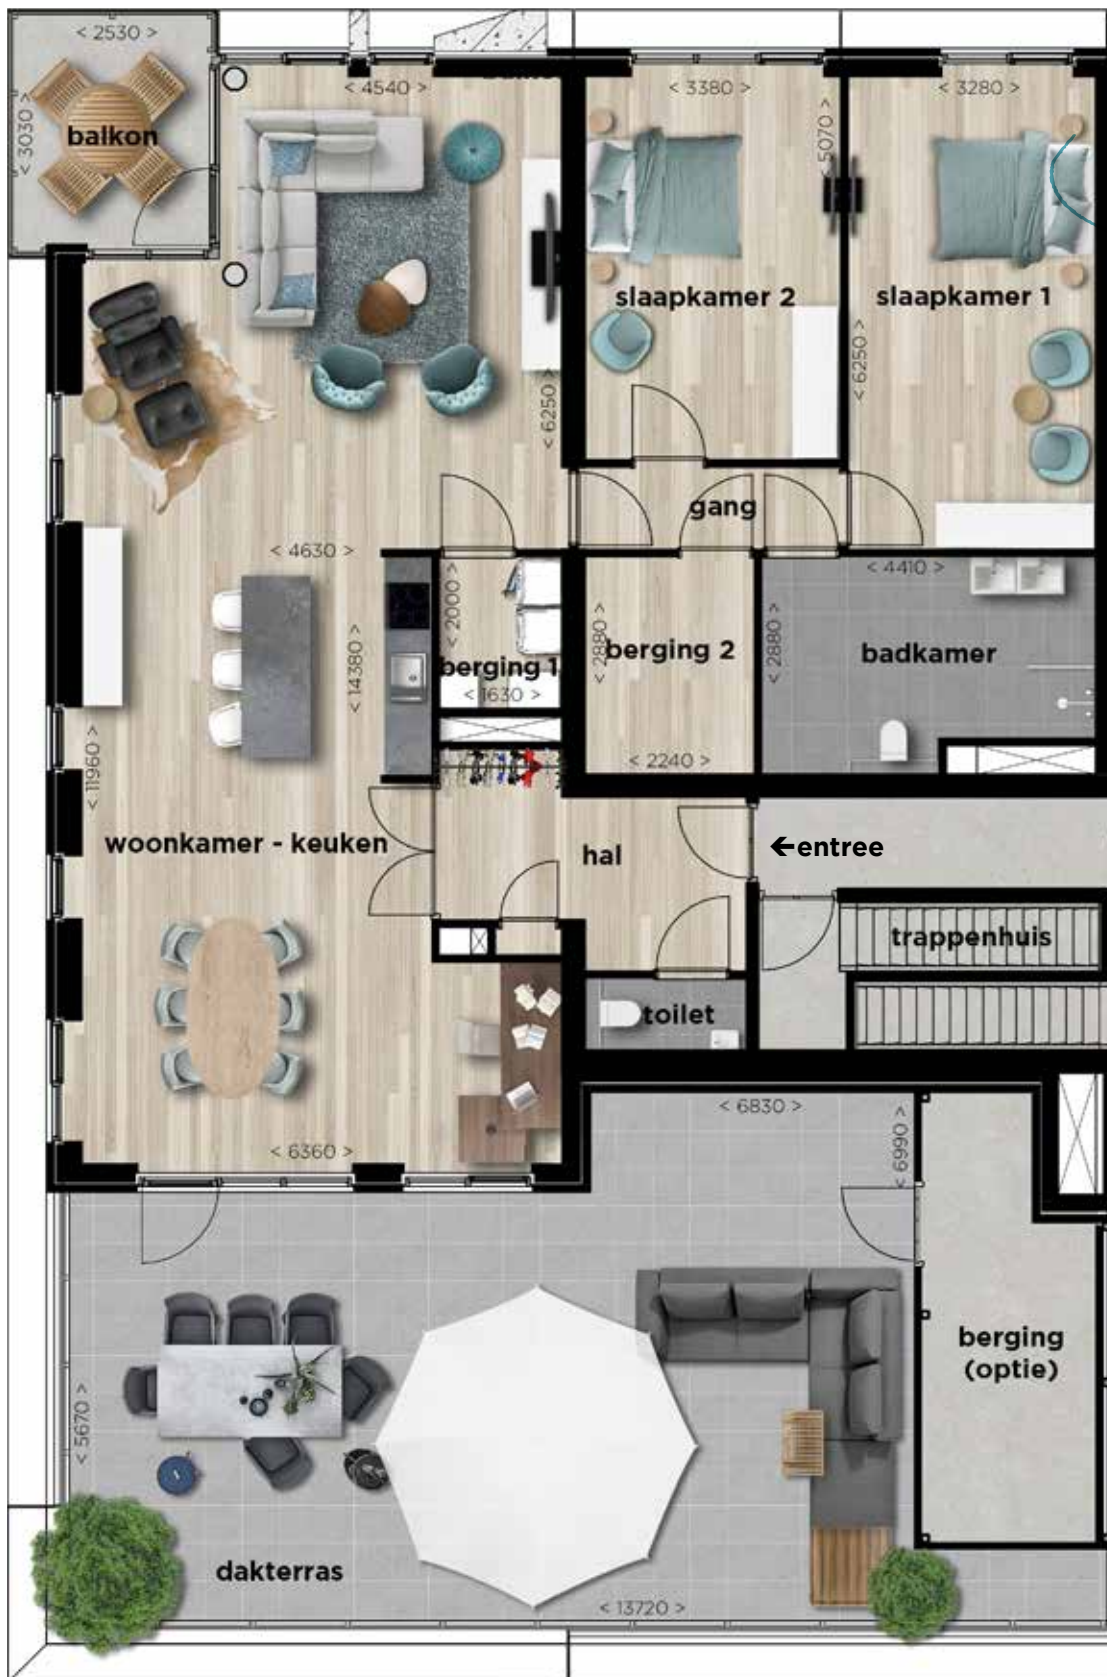 < 2530 >
< 3030 >
balkon
< 4540 >
< 3380 >
< 5070 >
< 3280 >
slaapkamer 2
slaapkamer 1
< 6250 >
< 6250 >
gang
< 4630 >
< 2000 >
< 14380 >
berging 1
< 1630 >
< 2880 >
berging 2
< 2240 >
< 2880 >
< 4410 >
badkamer
< 11960 >
woonkamer - keuken
hal
←entree
trappenhuis
toilet
< 6360 >
< 6830 >
< 6990 >
berging
(optie)
< 5670 >
dakterras
< 13720 >